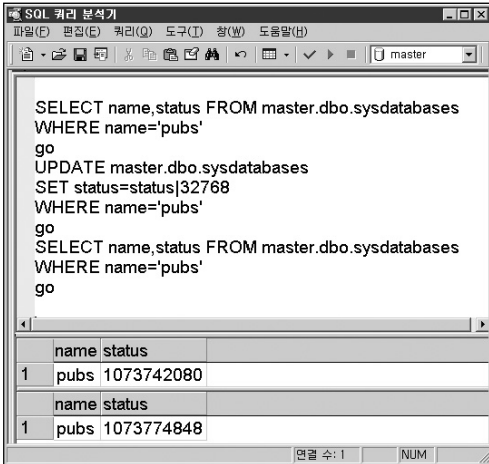 SQL 쿼리 분석기
파일(F) 편집(E) 쿼리(Q) 도구(T) 창(W) 도움말(H)
master
SELECT name,status FROM master.dbo.sysdatabases
WHERE name='pubs'
go
UPDATE master.dbo.sysdatabases
SET status=status|32768
WHERE name='pubs'
go
SELECT name,status FROM master.dbo.sysdatabases
WHERE name='pubs'
go
name status
1 pubs 1073742080
name status
1 pubs 1073774848
연결 수: 1 NUM